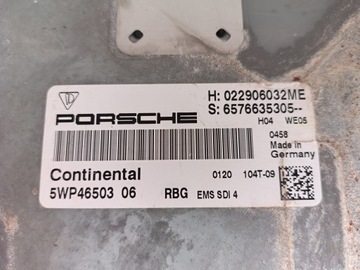 H: 022906032ME
PORSCHE S: 6576635305--
H04 WE05
0458
Made in
Germany
Continental 0120 104T-09
5WP46503 06 RBG EMS SDI 4